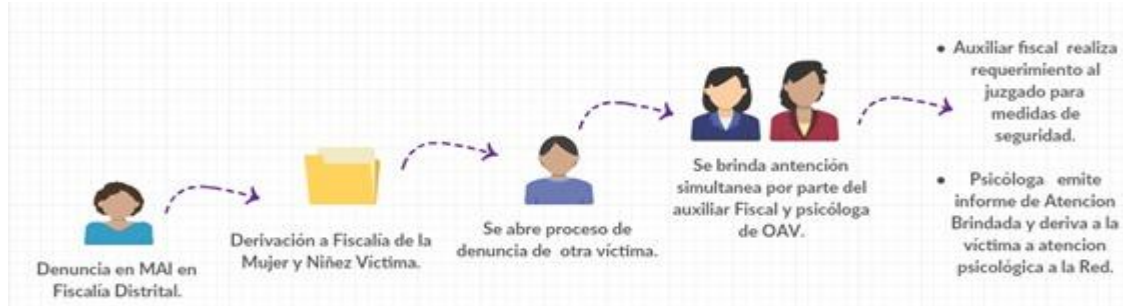 Denuncia en MAI en
Fiscalía Distrital.
Derivación a Fiscalía de la
Mujer y Niñez Victima.
Se abre proceso de
denuncia de otra víctima.
Se brinda antención
simultanea por parte del
auxiliar Fiscal y psicóloga
de OAV.
• Auxiliar fiscal realiza
requerimiento al
juzgado para
medidas de
seguridad.
• Psicóloga emite
informe de Atencion
Brindada y deriva a la
víctima a atencion
psicológica a la Red.